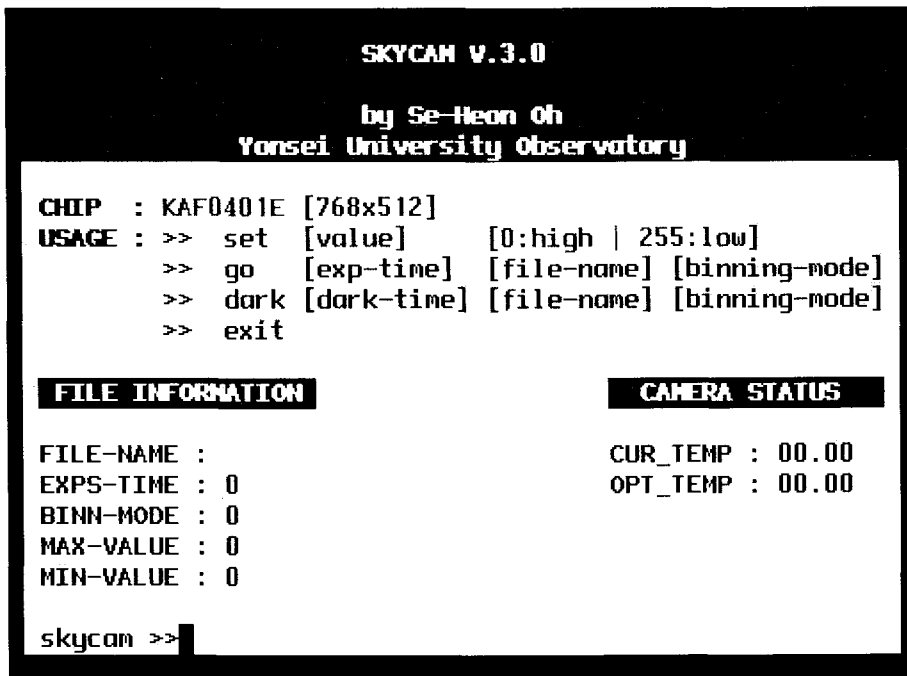 SKYCAM V.3.0
by Se-Heon Oh
Yonsei University Observatory
CHIP : KAF0401E [768x512]
USAGE : >> set [value] [0:high | 255:low]
>> go [exp-time] [file-name] [binning-mode]
>> dark [dark-time] [file-name] [binning-mode]
>> exit
FILE INFORMATION CAMERA STATUS
FILE-NAME : CUR_TEMP : 00.00
EXPS-TIME : 0 OPT_TEMP : 00.00
BINN-MODE : 0
MAX-VALUE : 0
MIN-VALUE : 0
skycam >>